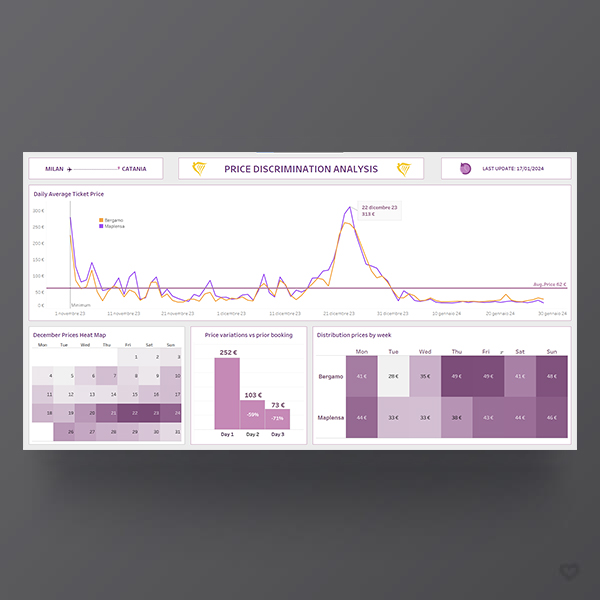 MILAN ✈ CATANIA
PRICE DISCRIMINATION ANALYSIS
LAST UPDATE: 17/01/2024
Daily Average Ticket Price
300 €
250 €
200 €
150 €
100 €
50 €
0 €
Bergamo
Maplensa
22 dicembre 23
313 €
Avg.Price 62 €
Minimum
1 novembre 23
11 novembre 23
21 novembre 23
1 dicembre 23
11 dicembre 23
21 dicembre 23
31 dicembre 23
10 gennaio 24
20 gennaio 24
30 gennaio 24
December Prices Heat Map
Mon Tue Wed Thu Fri Sat Sun
1 2 3
4 5 6 7 8 9 10
11 12 13 14 15 16 17
18 19 20 21 22 23 24
26 27 28 29 30 31
Price variations vs prior booking
252 €
103 €
-59%
73 €
-71%
Day 1 Day 2 Day 3
Distribution prices by week
Mon Tue Wed Thu Fri Sat Sun
Bergamo 41 € 28 € 35 € 49 € 49 € 41 € 48 €
Maplensa 44 € 33 € 33 € 38 € 43 € 44 € 46 €